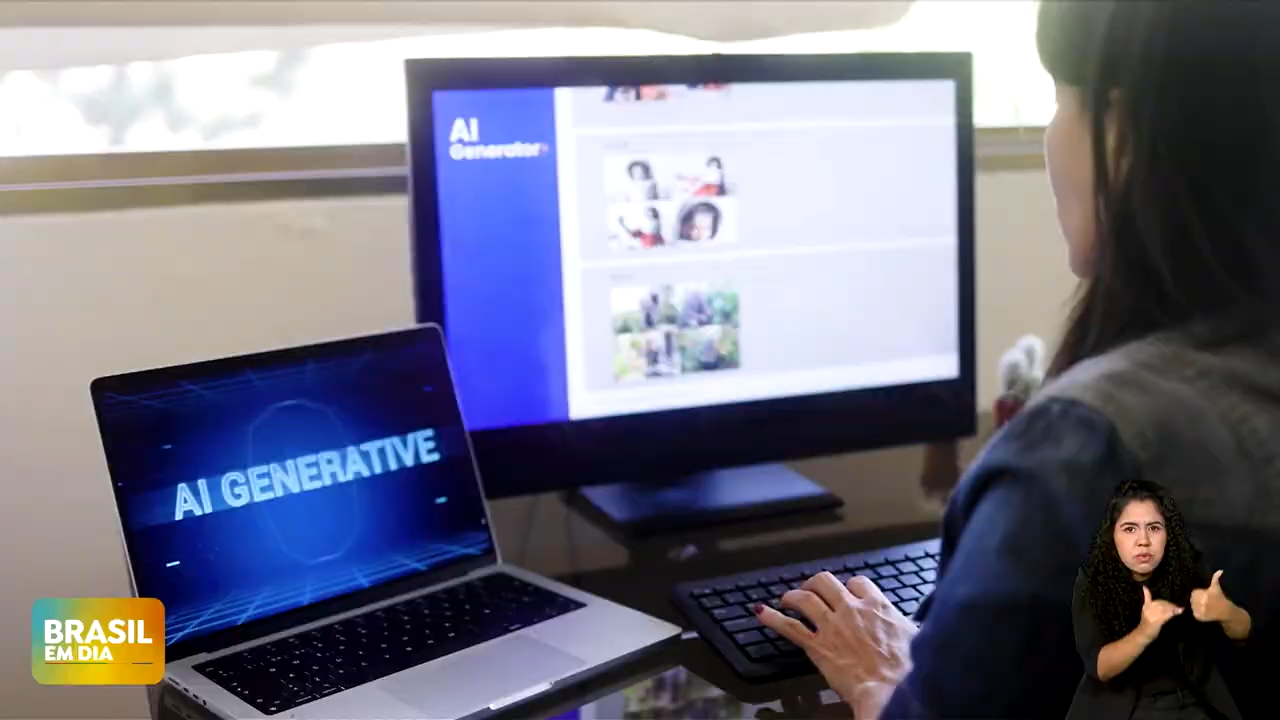 AI
Generator
AI GENERATIVE
BRASIL
EM DIA